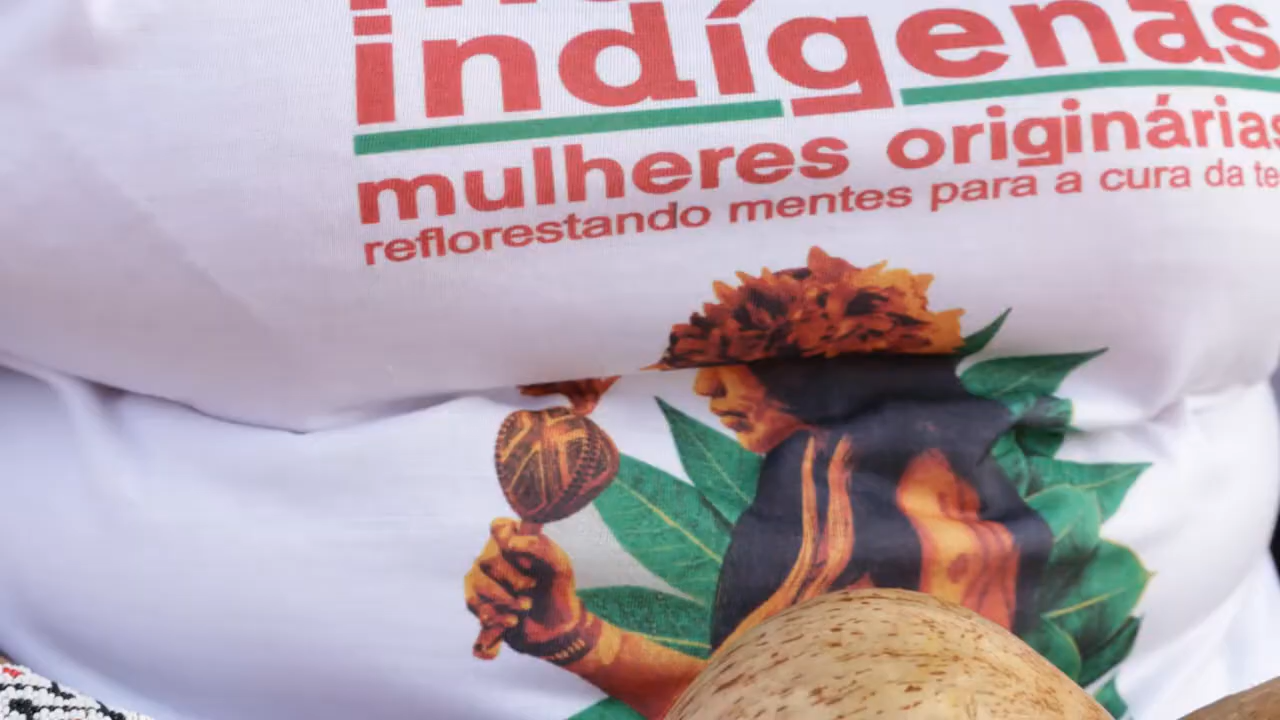 indígenas
mulheres originárias
reflorestando mentes para a cura da